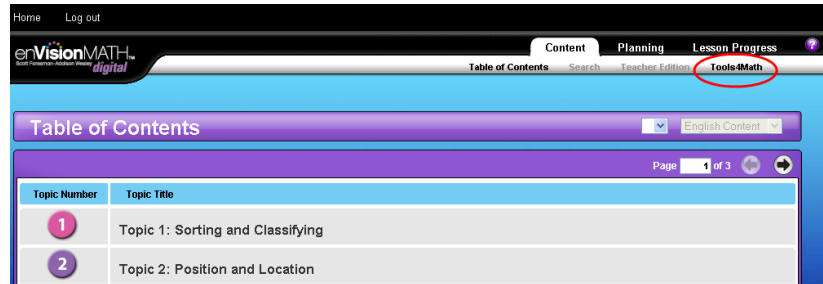 Home Log out
enVisionMATH™
Scott Foresman-Addison Wesley digital
Content Planning Lesson Progress ?
Table of Contents Search Teacher Edition Tools4Math
Table of Contents
English Content
Page 1 of 3
Topic Number Topic Title
1 Topic 1: Sorting and Classifying
2 Topic 2: Position and Location